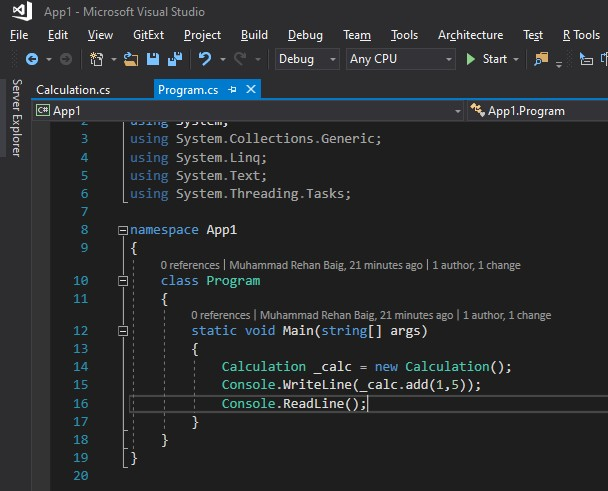 App1 - Microsoft Visual Studio
File Edit View GitExt Project Build Debug Team Tools Architecture Test R Tools
Debug Any CPU Start
Server Explorer
Calculation.cs Program.cs
C# App1 App1.Program
2 using System;
3 using System.Collections.Generic;
4 using System.Linq;
5 using System.Text;
6 using System.Threading.Tasks;
7
8 namespace App1
9 {
0 references | Muhammad Rehan Baig, 21 minutes ago | 1 author, 1 change
10 class Program
11 {
0 references | Muhammad Rehan Baig, 21 minutes ago | 1 author, 1 change
12 static void Main(string[] args)
13 {
14 Calculation _calc = new Calculation();
15 Console.WriteLine(_calc.add(1,5));
16 Console.ReadLine();
17 }
18 }
19 }
20